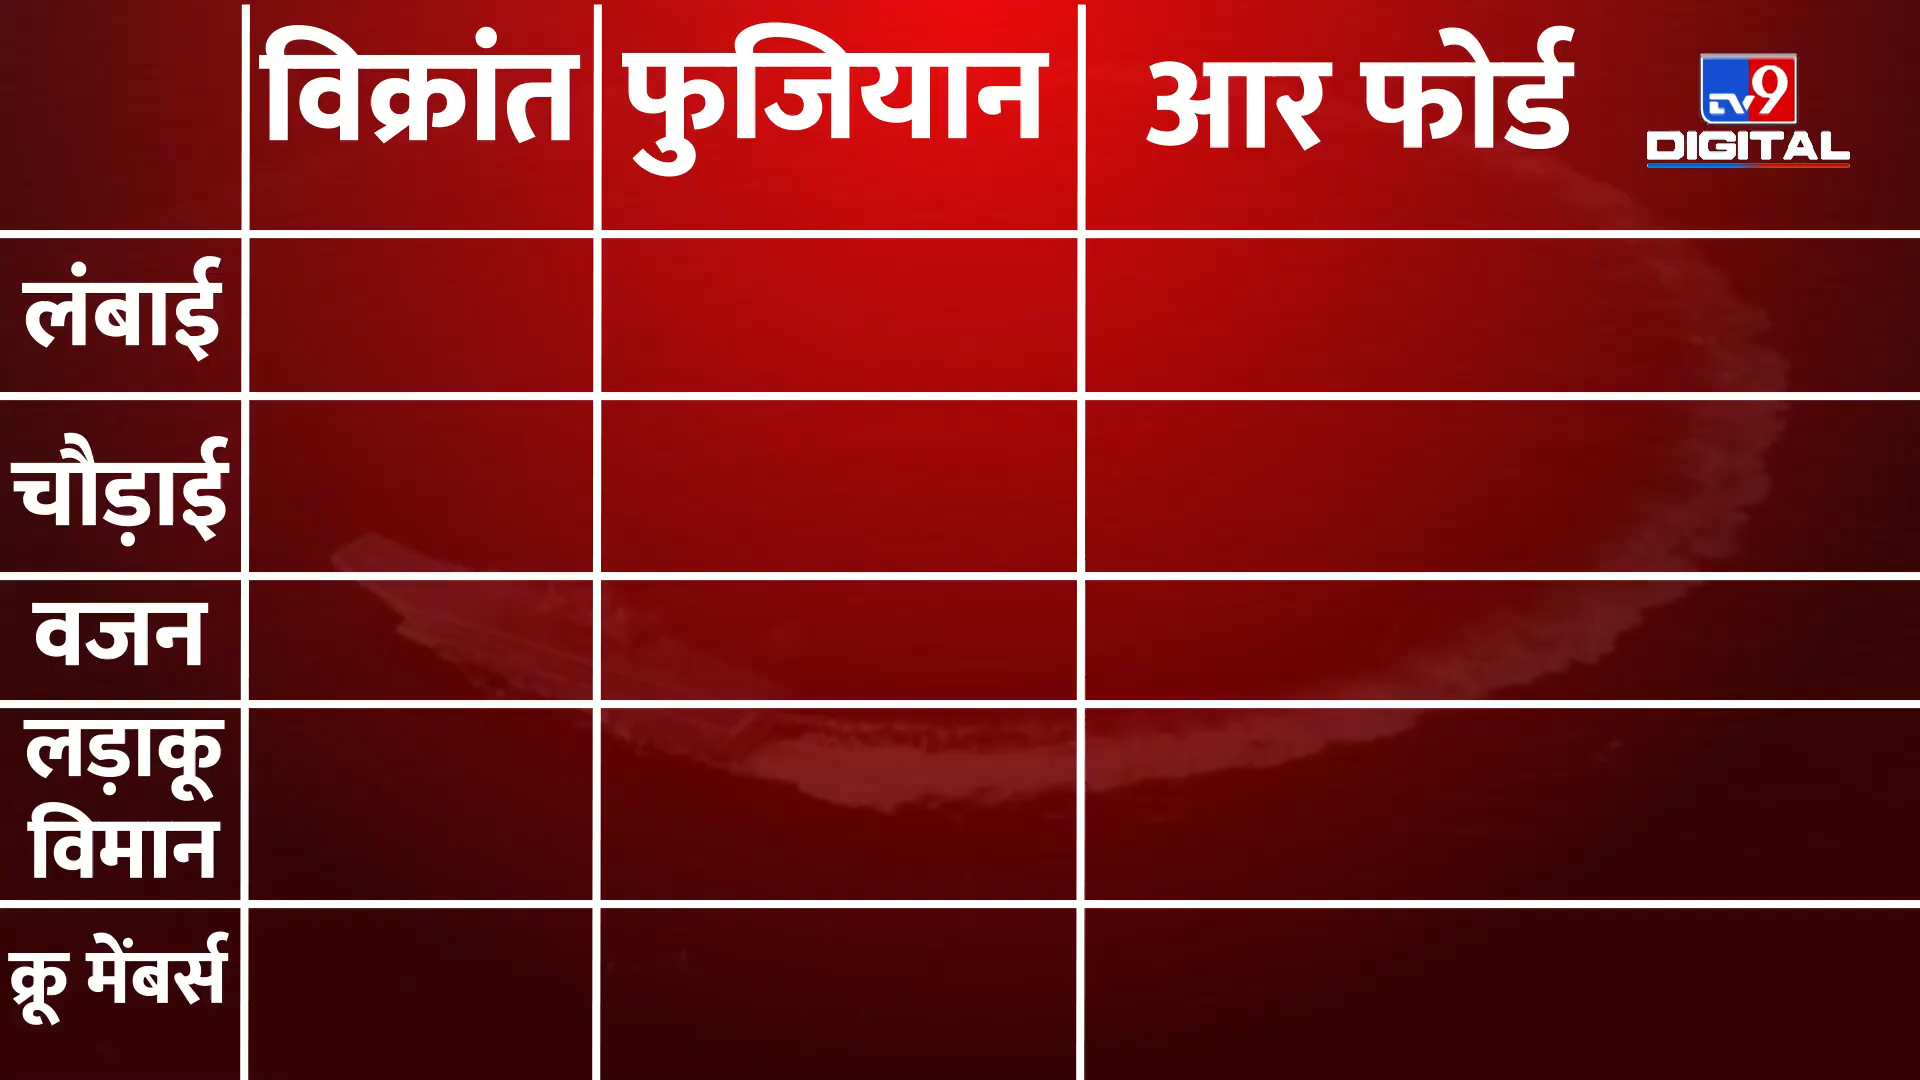 विक्रांत फुजियान आर फोर्ड
TV9
DIGITAL
लंबाई
चौड़ाई
वजन
लड़ाकू
विमान
क्रू मेंबर्स